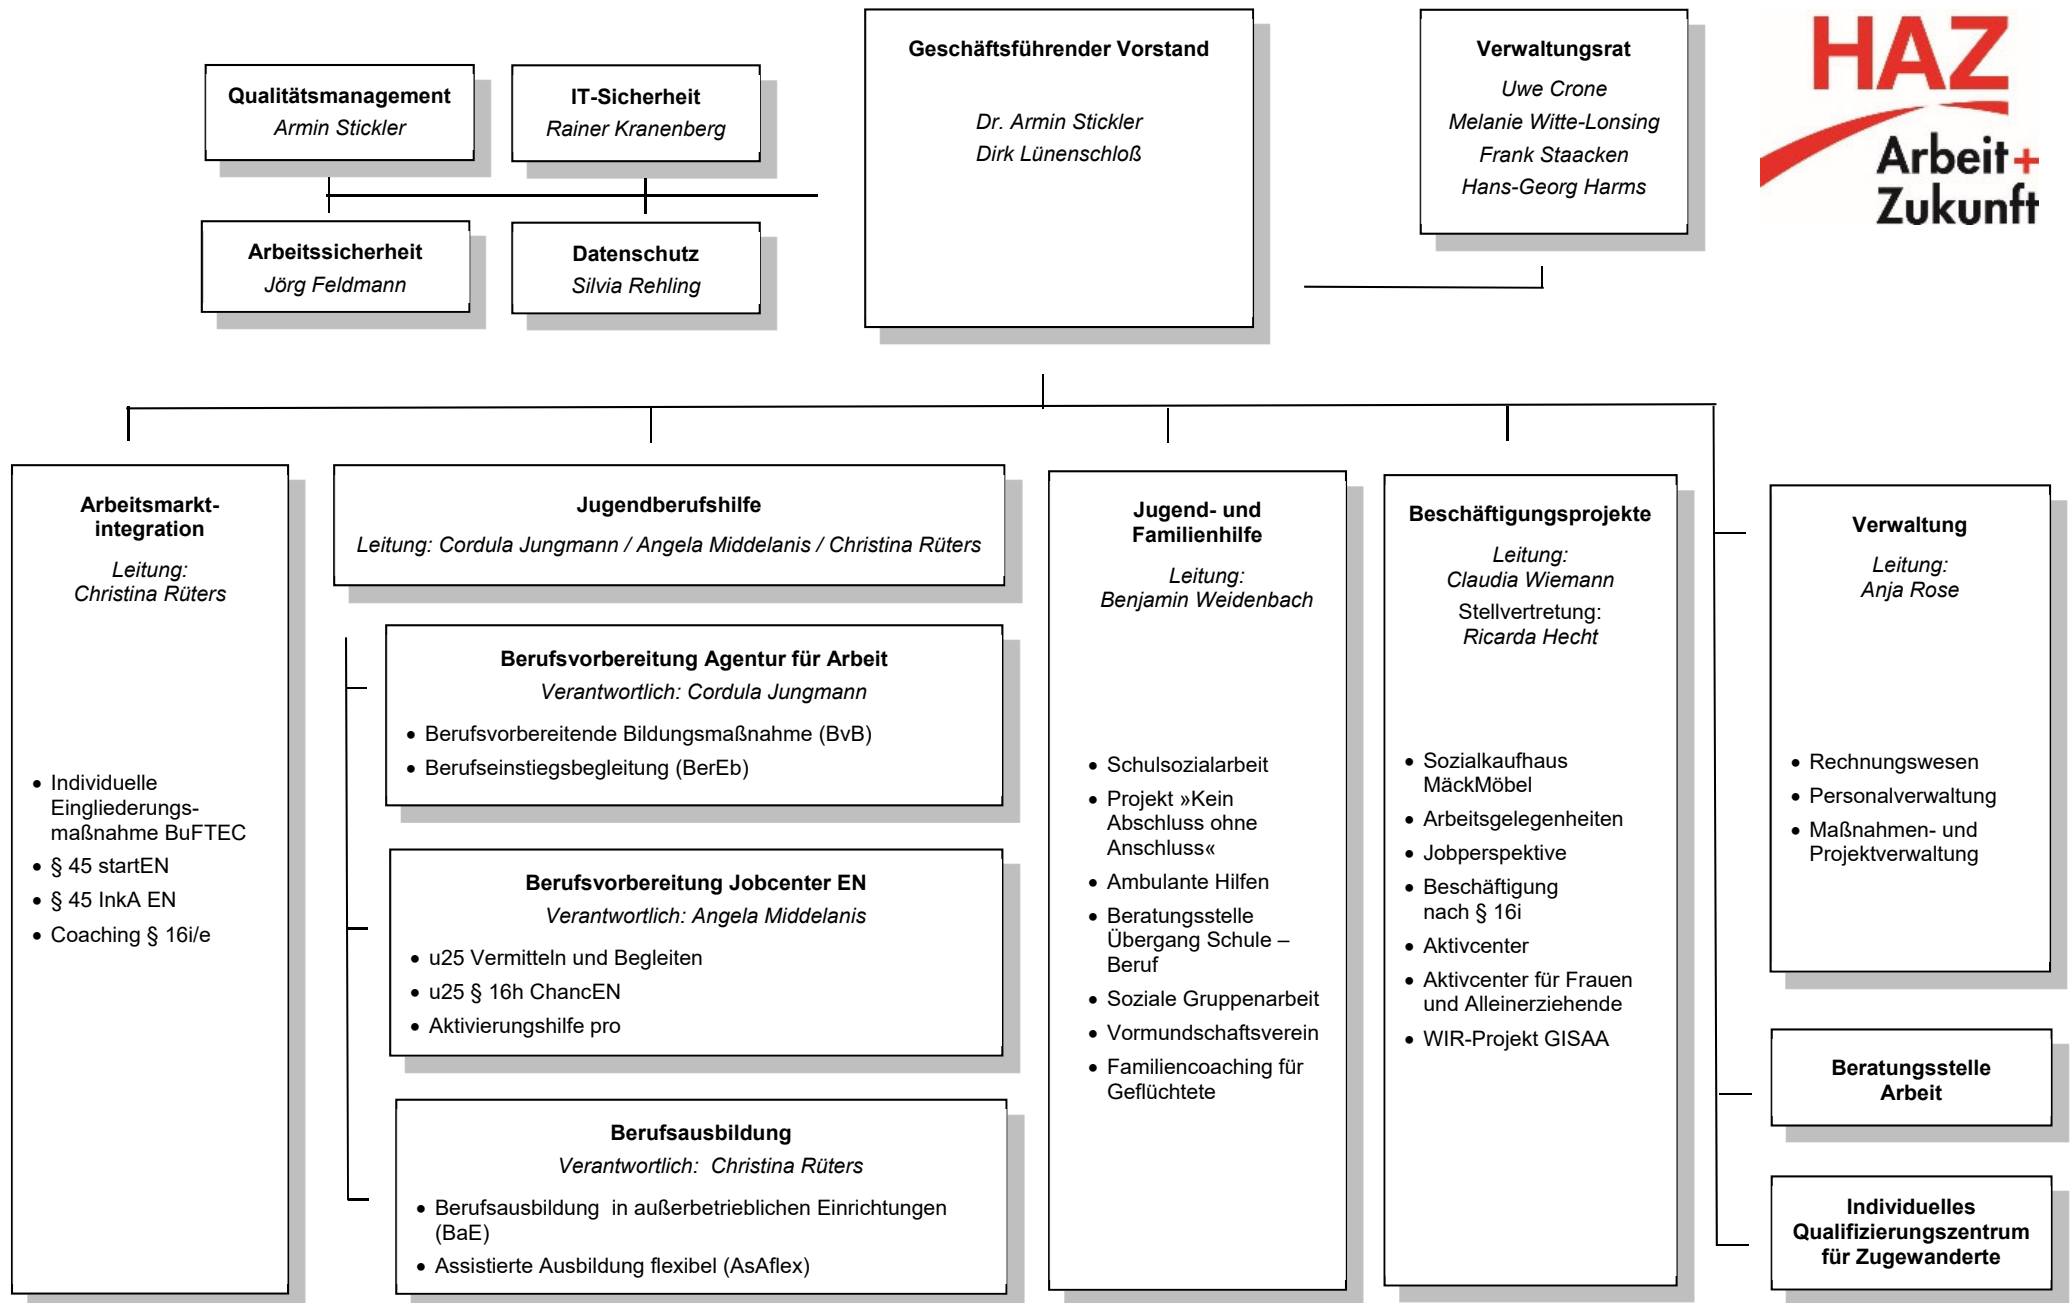 Qualitätsmanagement
Armin Stickler
IT-Sicherheit
Rainer Kranenberg
Arbeitssicherheit
Jörg Feldmann
Datenschutz
Silvia Rehling
Geschäftsführender Vorstand
Dr. Armin Stickler
Dirk Lünenschloß
Verwaltungsrat
Uwe Crone
Melanie Witte-Lonsing
Frank Staacken
Hans-Georg Harms
HAZ
Arbeit+
Zukunft
Arbeitsmarkt-
integration
Leitung:
Christina Rüters
• Individuelle
Eingliederungs-
maßnahme BuFTEC
• § 45 startEN
• § 45 InkA EN
• Coaching § 16i/e
Jugendberufshilfe
Leitung: Cordula Jungmann / Angela Middelanis / Christina Rüters
Berufsvorbereitung Agentur für Arbeit
Verantwortlich: Cordula Jungmann
• Berufsvorbereitende Bildungsmaßnahme (BvB)
• Berufseinstiegsbegleitung (BerEb)
Berufsvorbereitung Jobcenter EN
Verantwortlich: Angela Middelanis
• u25 Vermitteln und Begleiten
• u25 § 16h ChancEN
• Aktivierungshilfe pro
Berufsausbildung
Verantwortlich: Christina Rüters
• Berufsausbildung in außerbetrieblichen Einrichtungen
(BaE)
• Assistierte Ausbildung flexibel (AsAflex)
Jugend- und
Familienhilfe
Leitung:
Benjamin Weidenbach
• Schulsozialarbeit
• Projekt »Kein
Abschluss ohne
Anschluss«
• Ambulante Hilfen
• Beratungsstelle
Übergang Schule –
Beruf
• Soziale Gruppenarbeit
• Vormundschaftsverein
• Familiencoaching für
Geflüchtete
Beschäftigungsprojekte
Leitung:
Claudia Wiemann
Stellvertretung:
Ricarda Hecht
• Sozialkaufhaus
MäckMöbel
• Arbeitsgelegenheiten
• Jobperspektive
• Beschäftigung
nach § 16i
• Aktivcenter
• Aktivcenter für Frauen
und Alleinerziehende
• WIR-Projekt GISAA
Verwaltung
Leitung:
Anja Rose
• Rechnungswesen
• Personalverwaltung
• Maßnahmen- und
Projektverwaltung
Beratungsstelle
Arbeit
Individuelles
Qualifizierungszentrum
für Zugewanderte